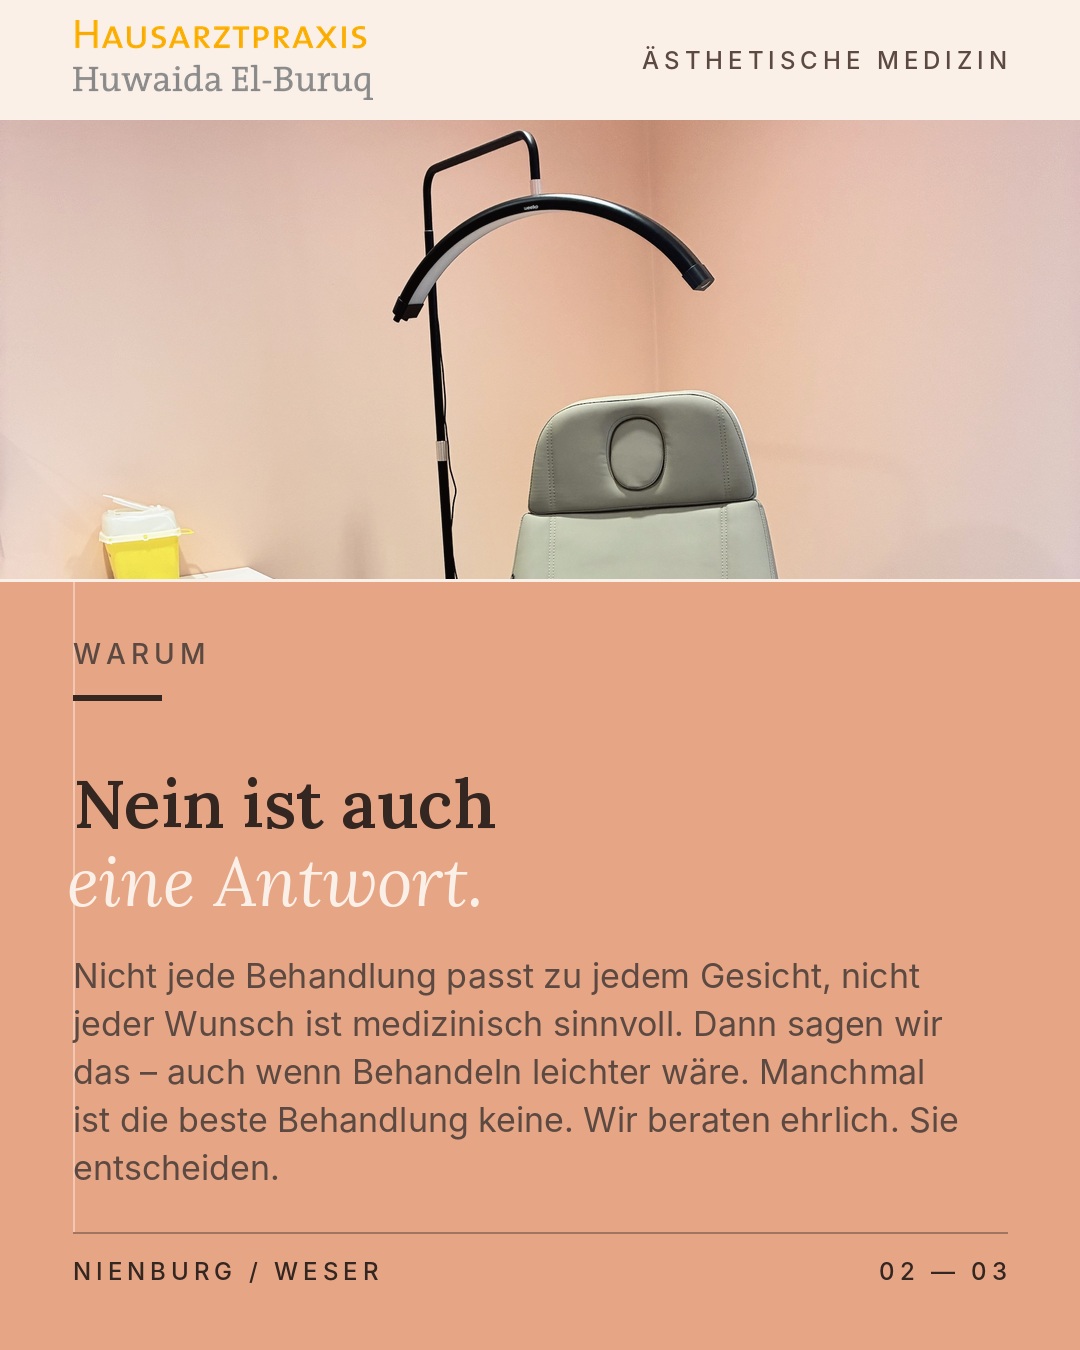 HAUSARZTPRAXIS
Huwaida El-Buruq
ÄSTHETISCHE MEDIZIN
WARUM
Nein ist auch
eine Antwort.
Nicht jede Behandlung passt zu jedem Gesicht, nicht
jeder Wunsch ist medizinisch sinnvoll. Dann sagen wir
das – auch wenn Behandeln leichter wäre. Manchmal
ist die beste Behandlung keine. Wir beraten ehrlich. Sie
entscheiden.
NIENBURG / WESER
02 — 03